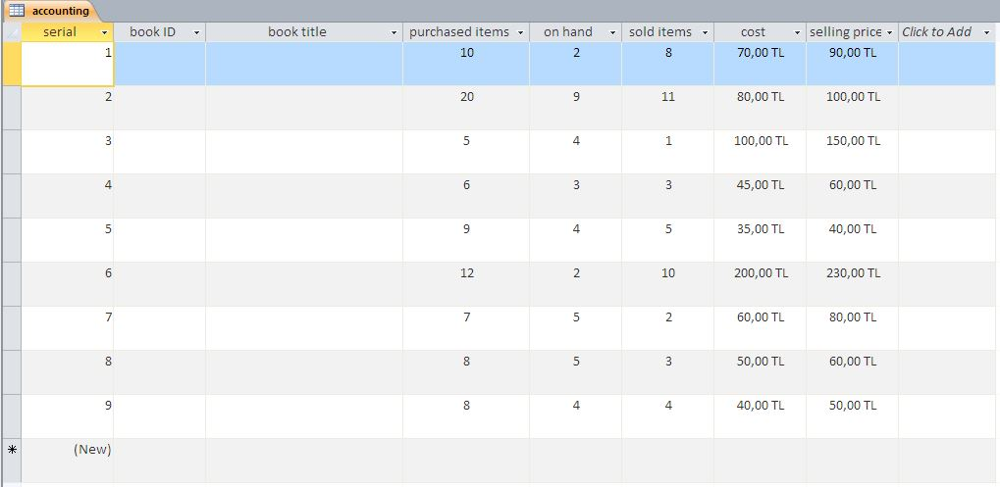 accounting
serial book ID book title purchased items on hand sold items cost selling price Click to Add
1 10 2 8 70,00 TL 90,00 TL
2 20 9 11 80,00 TL 100,00 TL
3 5 4 1 100,00 TL 150,00 TL
4 6 3 3 45,00 TL 60,00 TL
5 9 4 5 35,00 TL 40,00 TL
6 12 2 10 200,00 TL 230,00 TL
7 7 5 2 60,00 TL 80,00 TL
8 8 5 3 50,00 TL 60,00 TL
9 8 4 4 40,00 TL 50,00 TL
* (New)